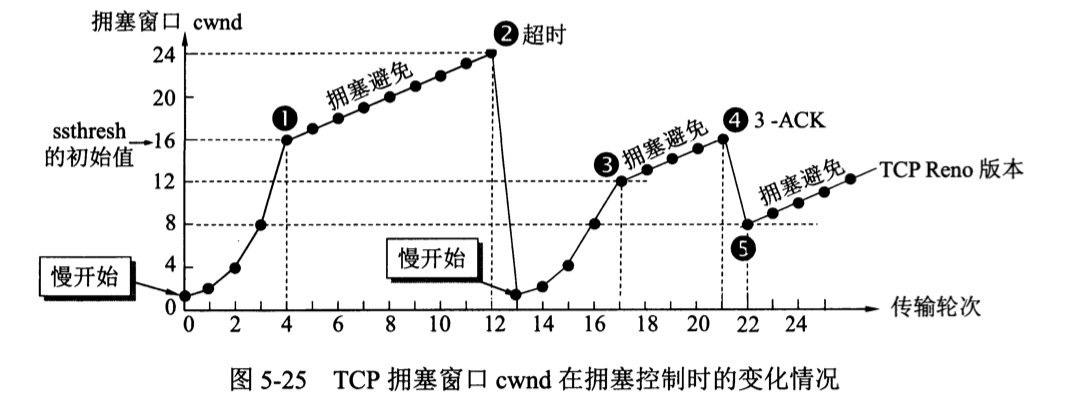 拥塞窗口 cwnd
❷ 超时
24
拥塞避免
20
❶
❹ 3 -ACK
ssthresh
的初始值
16
❸ 拥塞避免
拥塞避免
TCP Reno 版本
12
8
❺
慢开始
慢开始
4
0
0 2 4 6 8 10 12 14 16 18 20 22 24
传输轮次
图 5-25 TCP 拥塞窗口 cwnd 在拥塞控制时的变化情况